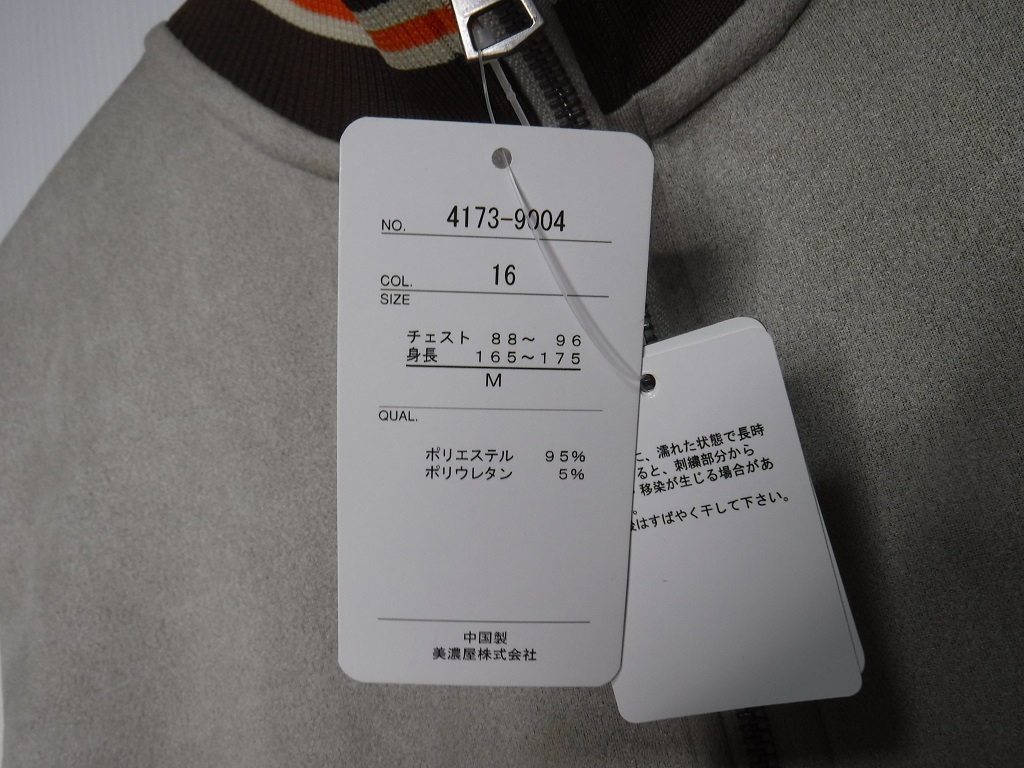 NO. 4173-9004
COL. 16
SIZE
チェスト 88～ 96
身長 165～175
M
QUAL.
ポリエステル 95%
ポリウレタン 5%
中国製
美濃屋株式会社
、濡れた状態で長時
ると、刺繍部分から
移染が生じる場合があ
。
はすばやく干して下さい。